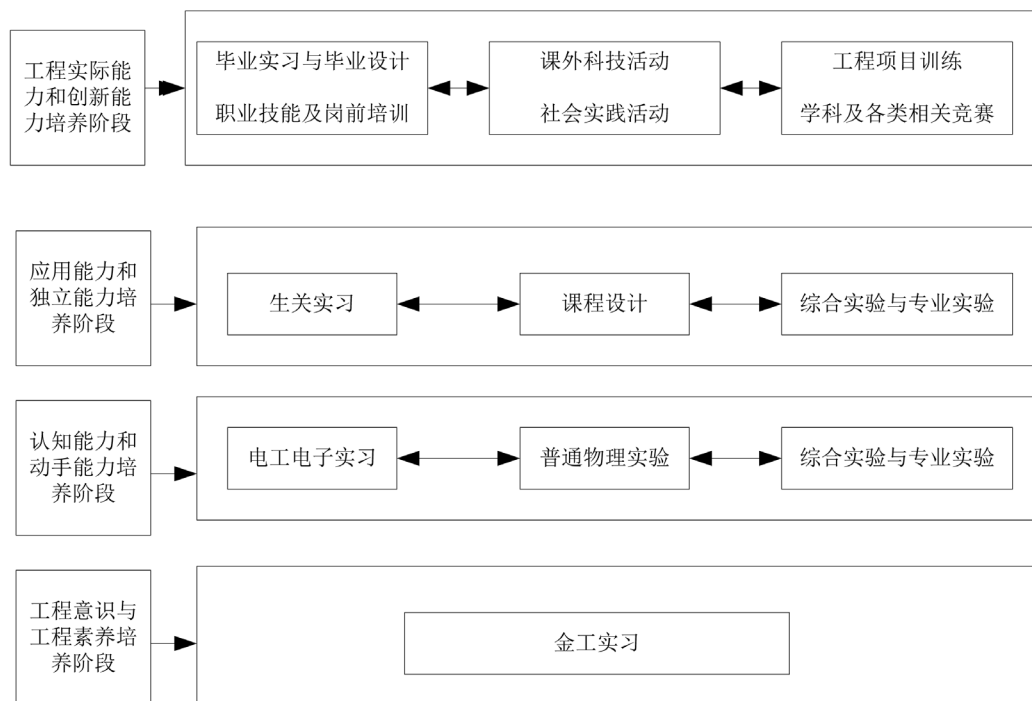 工程实际能
力和创新能
力培养阶段
毕业实习与毕业设计
职业技能及岗前培训
课外科技活动
社会实践活动
工程项目训练
学科及各类相关竞赛
应用能力和
独立能力培
养阶段
生关实习
课程设计
综合实验与专业实验
认知能力和
动手能力培
养阶段
电工电子实习
普通物理实验
综合实验与专业实验
工程意识与
工程素养培
养阶段
金工实习